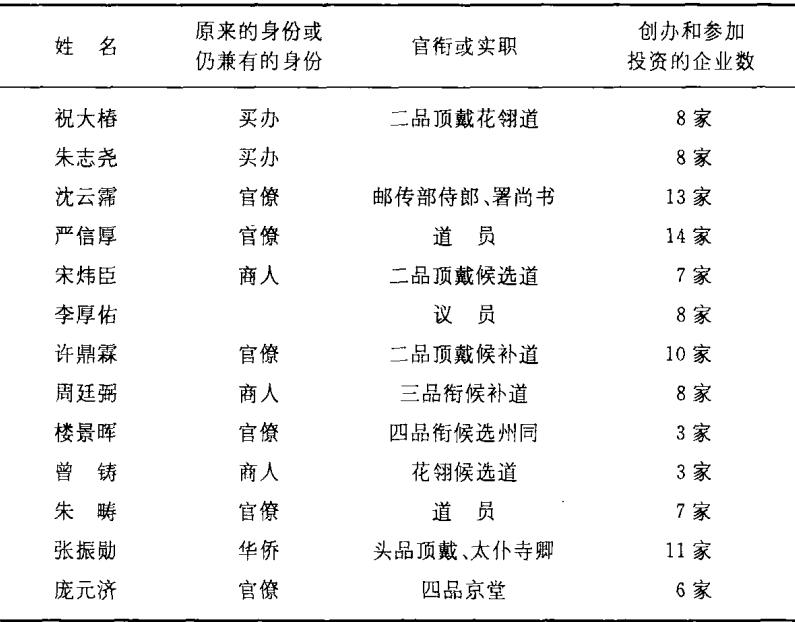 姓 名 原来的身份或仍兼有的身份 官衔或实职 创办和参加投资的企业数
祝大椿 买办 二品顶戴花翎道 8家
朱志尧 买办 8家
沈云霈 官僚 邮传部侍郎、署尚书 13家
严信厚 官僚 道 员 14家
宋炜臣 商人 二品顶戴候选道 7家
李厚佑 议 员 8家
许鼎霖 官僚 二品顶戴候补道 10家
周廷弼 商人 三品衔候补道 8家
楼景晖 官僚 四品衔候选州同 3家
曾 铸 商人 花翎候选道 3家
朱 畴 官僚 道 员 7家
张振勋 华侨 头品顶戴、太仆寺卿 11家
庞元济 官僚 四品京堂 6家